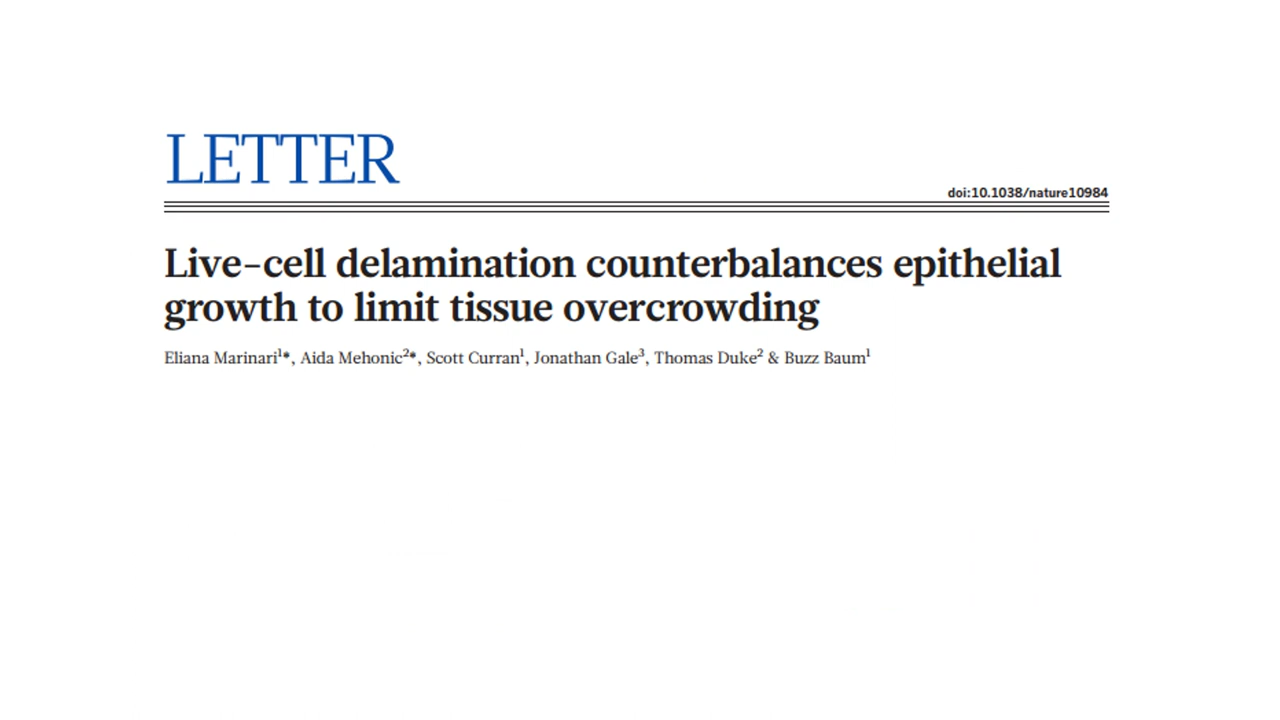 LETTER
doi:10.1038/nature10984
Live-cell delamination counterbalances epithelial
growth to limit tissue overcrowding
Eliana Marinari¹*, Aida Mehonic²*, Scott Curran¹, Jonathan Gale³, Thomas Duke² & Buzz Baum¹